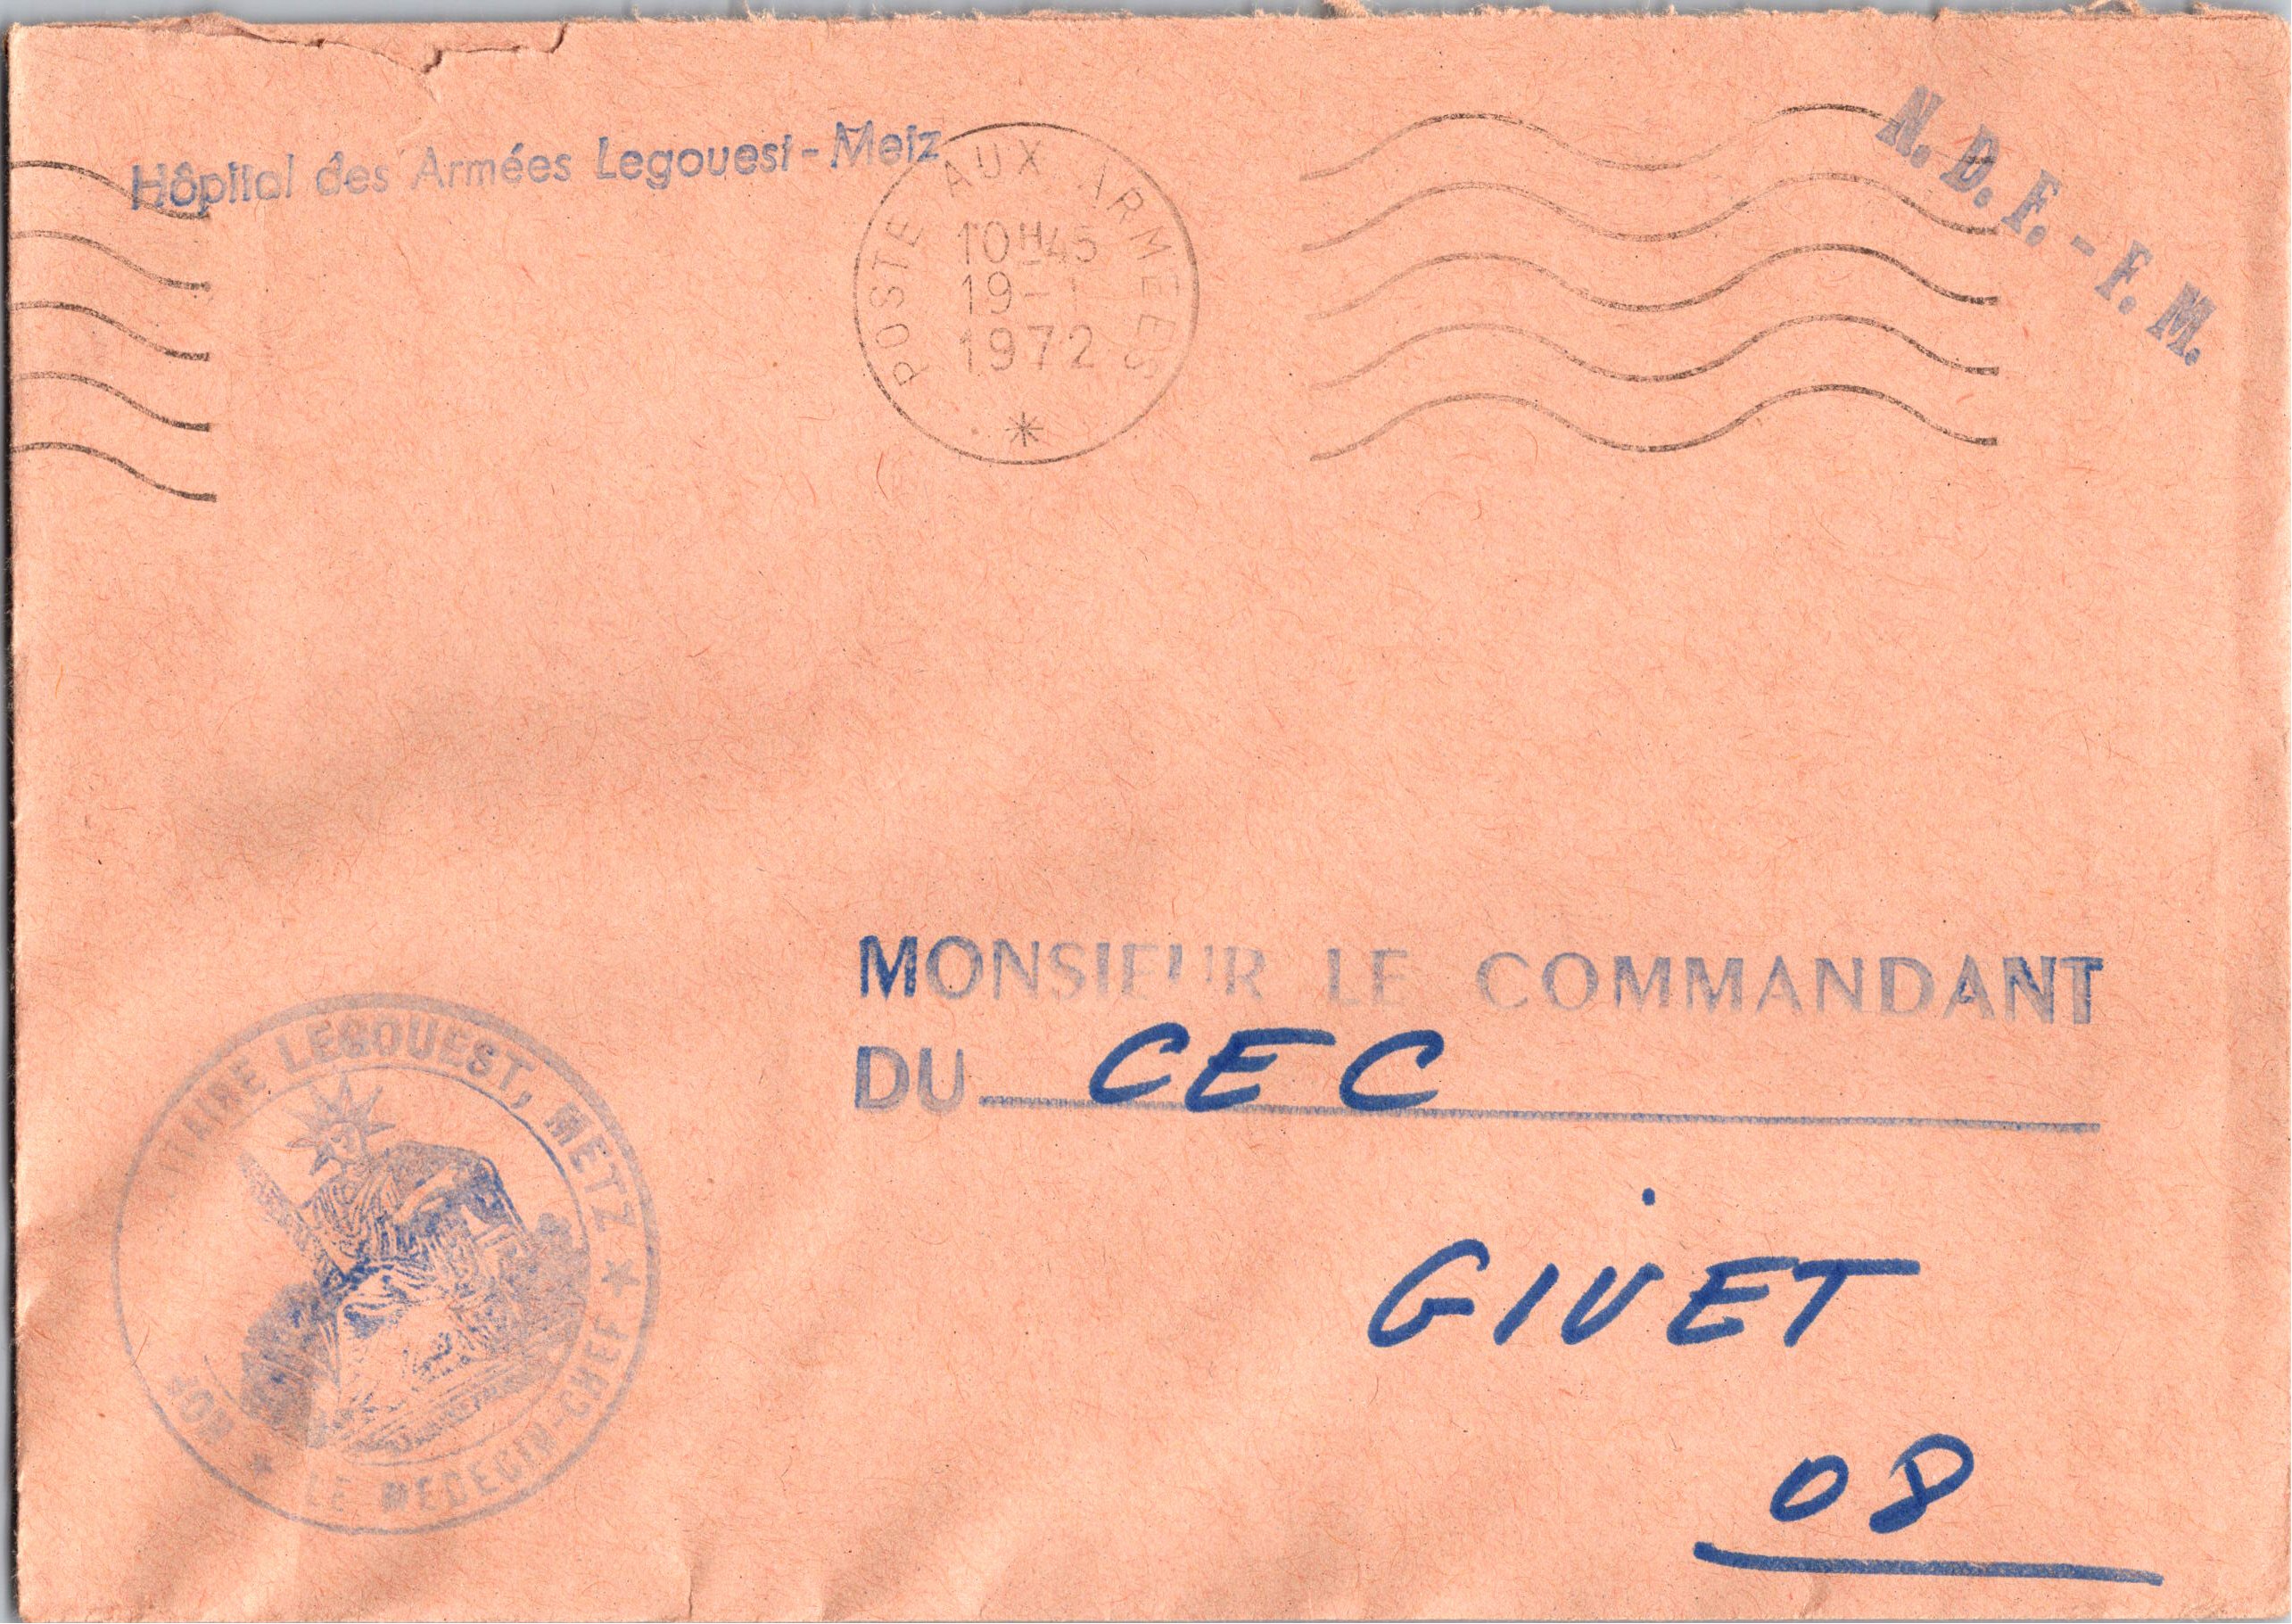 Hôpital des Armées Legouest - Metz
POSTE AUX ARMEES
10H45
19-1
1972
*
N. D. F. - F. M.
MONSIEUR LE COMMANDANT
DU CEC
GIVET
08
LEGOUEST, METZ ★
LE MEDECIN-CHEF